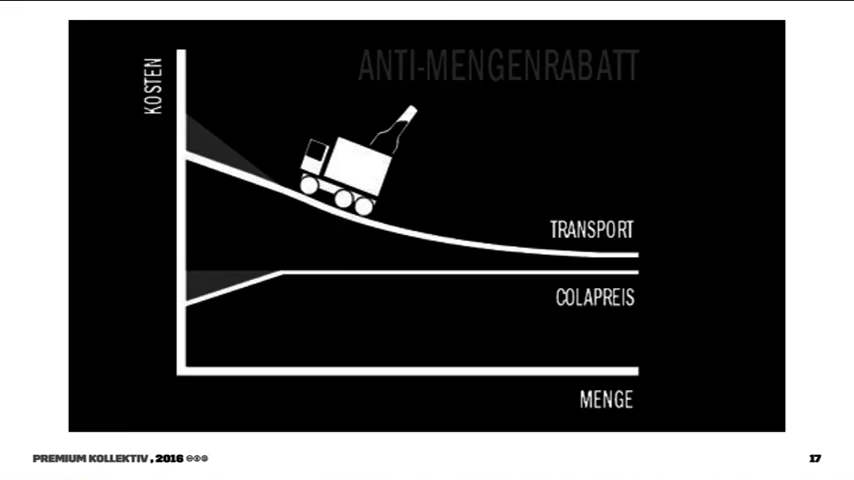 ANTI-MENGENRABATT
KOSTEN
TRANSPORT
COLAPREIS
MENGE
PREMIUM KOLLEKTIV , 2016
17